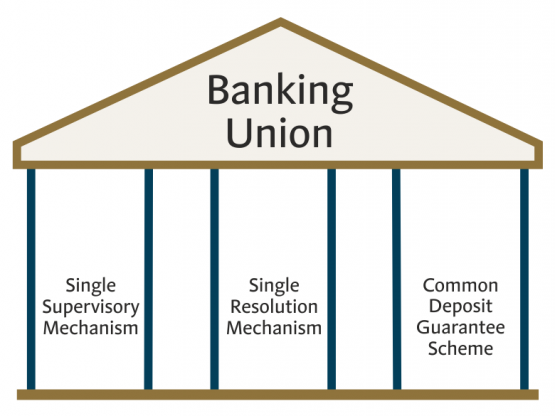 Banking
Union
Single
Supervisory
Mechanism
Single
Resolution
Mechanism
Common
Deposit
Guarantee
Scheme